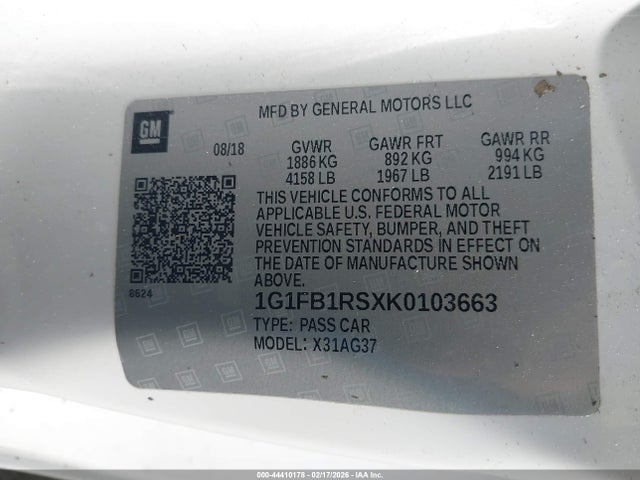 MFD BY GENERAL MOTORS LLC
GM
08/18 GVWR GAWR FRT GAWR RR
1886 KG 892 KG 994 KG
4158 LB 1967 LB 2191 LB
THIS VEHICLE CONFORMS TO ALL
APPLICABLE U.S. FEDERAL MOTOR
VEHICLE SAFETY, BUMPER, AND THEFT
PREVENTION STANDARDS IN EFFECT ON
THE DATE OF MANUFACTURE SHOWN
ABOVE.
8624
1G1FB1RSXK0103663
TYPE: PASS CAR
MODEL: X31AG37
000-44410178 - 02/17/2026 - IAA Inc.